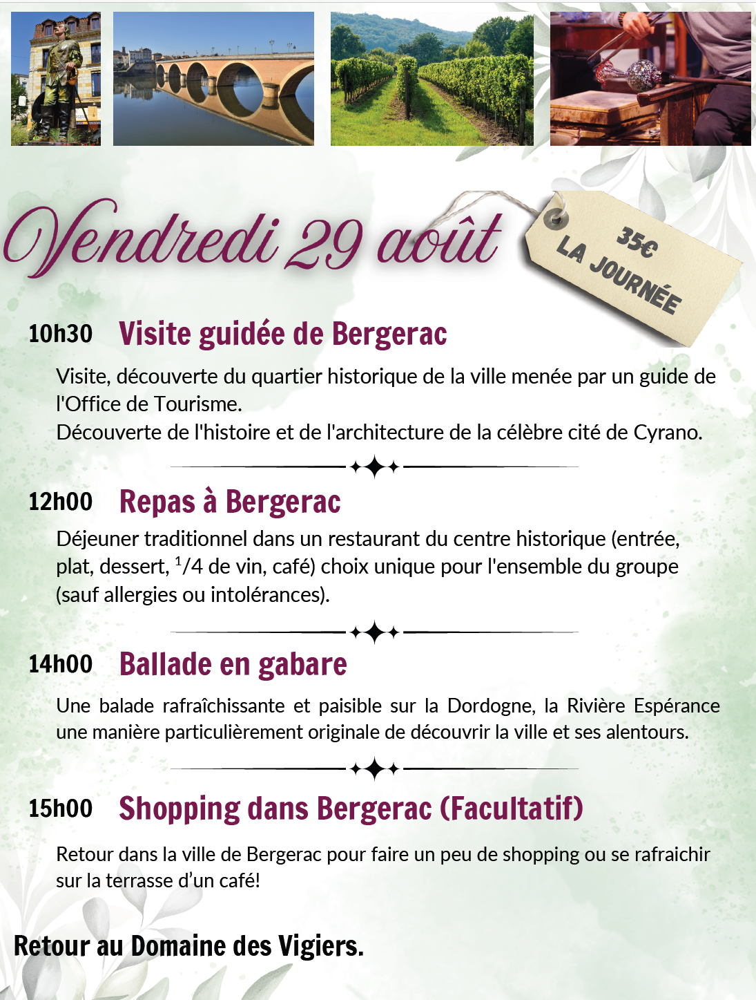 Vendredi 29 août
35€
LA JOURNÉE
10h30 Visite guidée de Bergerac
Visite, découverte du quartier historique de la ville menée par un guide de
l'Office de Tourisme.
Découverte de l'histoire et de l'architecture de la célèbre cité de Cyrano.
12h00 Repas à Bergerac
Déjeuner traditionnel dans un restaurant du centre historique (entrée,
plat, dessert, ¹/4 de vin, café) choix unique pour l'ensemble du groupe
(sauf allergies ou intolérances).
14h00 Ballade en gabare
Une balade rafraîchissante et paisible sur la Dordogne, la Rivière Espérance
une manière particulièrement originale de découvrir la ville et ses alentours.
15h00 Shopping dans Bergerac (Facultatif)
Retour dans la ville de Bergerac pour faire un peu de shopping ou se rafraichir
sur la terrasse d’un café!
Retour au Domaine des Vigiers.